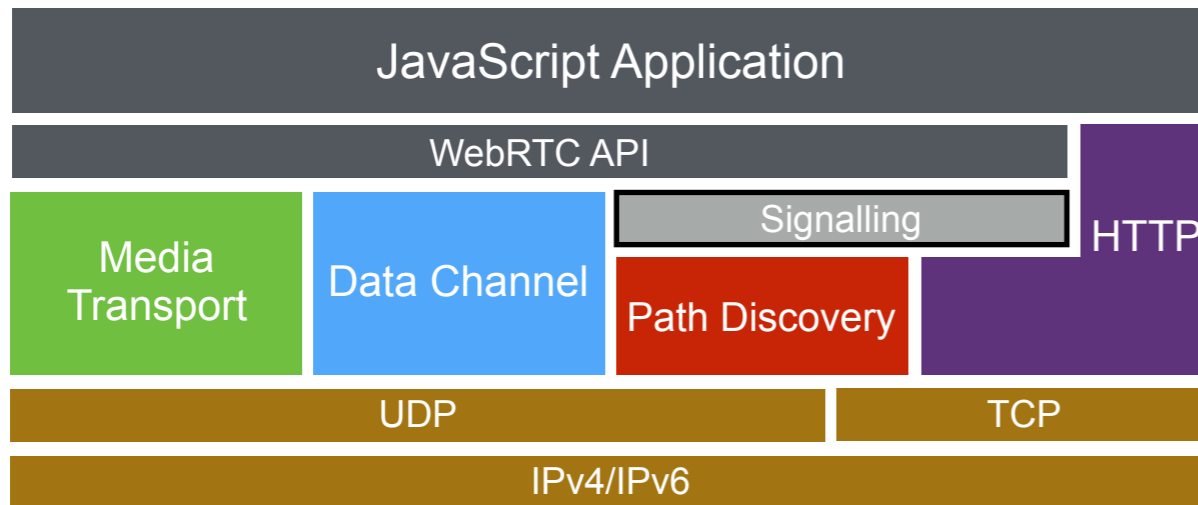 JavaScript Application
WebRTC API
Signalling
HTTP
Media
Transport
Data Channel
Path Discovery
UDP
TCP
IPv4/IPv6